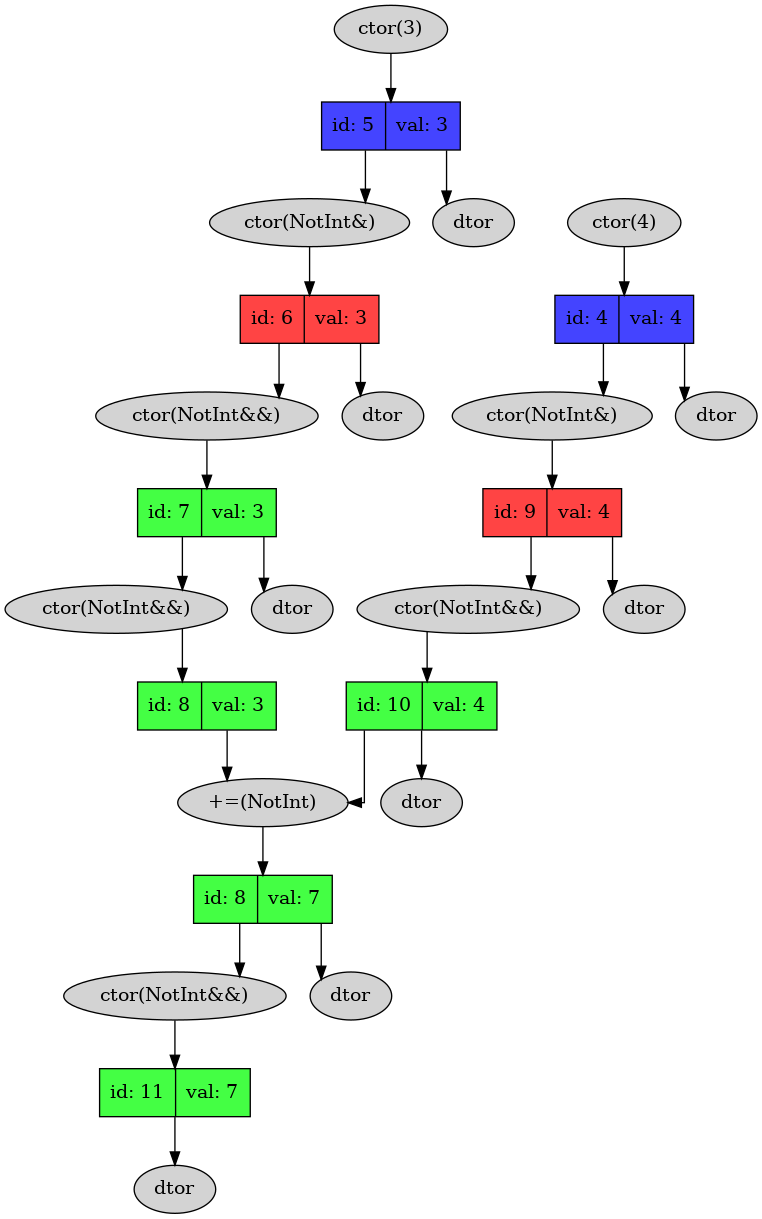 ctor(3)
id: 5 val: 3
ctor(NotInt&) dtor ctor(4)
id: 6 val: 3 id: 4 val: 4
ctor(NotInt&&) dtor ctor(NotInt&) dtor
id: 7 val: 3 id: 9 val: 4
ctor(NotInt&&) dtor ctor(NotInt&&) dtor
id: 8 val: 3 id: 10 val: 4
+=(NotInt) dtor
id: 8 val: 7
ctor(NotInt&&) dtor
id: 11 val: 7
dtor